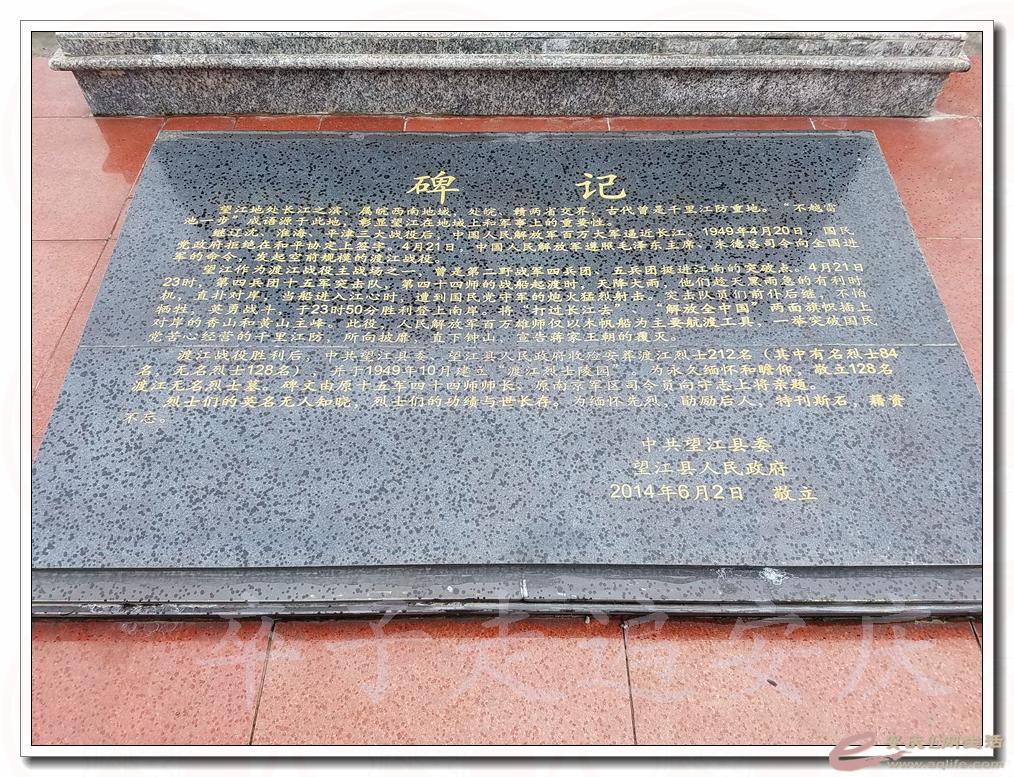 碑 记
望江地处长江之滨,属皖西南地域,处皖、赣两省交界,古代曾是千里江防重地。“不越雷
池一步”成语源于此地,彰显望江在地域上和军事上的重要性。
继辽沈、淮海、平津三大战役后,中国人民解放军百万大军逼近长江。1949年4月20日,国民
党政府拒绝在和平协定上签字。4月21日,中国人民解放军遵照毛泽东主席、朱德总司令向全国进
军的命令,发起空前规模的渡江战役。
望江作为渡江战役主战场之一,曾是第二野战军四兵团、五兵团挺进江南的突破点。4月21日
23时,第四兵团十五军突击队,第四十四师的战船起渡时,天降大雨,他们趁天黑雨急的有利时
机,直扑对岸,当船进入江心时,遭到国民党守军的炮火猛烈射击。突击队员们前仆后继,不怕
牺牲,英勇战斗,于23时50分胜利登上南岸,将“打过长江去”、“解放全中国”两面旗帜插上
对岸的香山和黄山主峰。此役,人民解放军百万雄师仅以木帆船为主要航渡工具,一举突破国民
党苦心经营的千里江防,所向披靡,直下钟山,宣告蒋家王朝的覆灭。
渡江战役胜利后,中共望江县委、望江县人民政府收殓安葬渡江烈士212名(其中有名烈士84
名,无名烈士128名),并于1949年10月建立“渡江烈士陵园”。为永久缅怀和瞻仰,敬立128名
渡江无名烈士墓。碑文由原十五军四十四师师长、原南京军区司令员向守志上将亲题。
烈士们的英名无人知晓,烈士们的功绩与世长存。为缅怀先烈,勖励后人,特刊斯石,藉资
不忘。
中共望江县委
望江县人民政府
2014年6月2日 敬立
辛子走遍安庆
安庆E网生活
www.aqlife.com